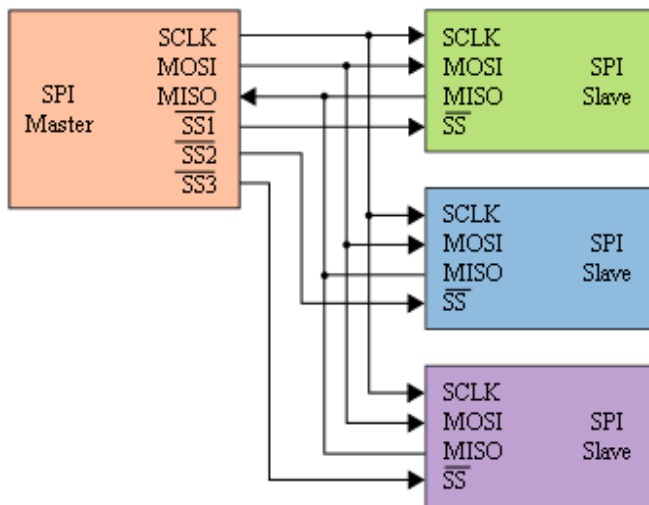 SCLK
MOSI
MISO
SS1
SS2
SS3
SPI
Master
SCLK
MOSI
MISO
SS
SPI
Slave
SCLK
MOSI
MISO
SS
SPI
Slave
SCLK
MOSI
MISO
SS
SPI
Slave